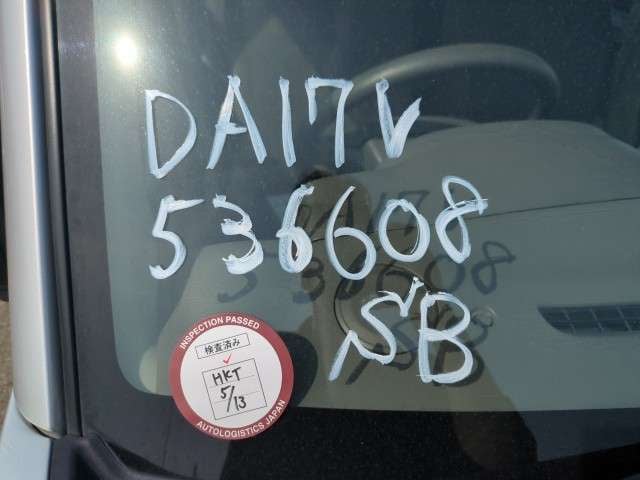 DA17V
536608
SB
INSPECTION PASSED
検査済み
HKT
5/13
AUTOLOGISTICS JAPAN